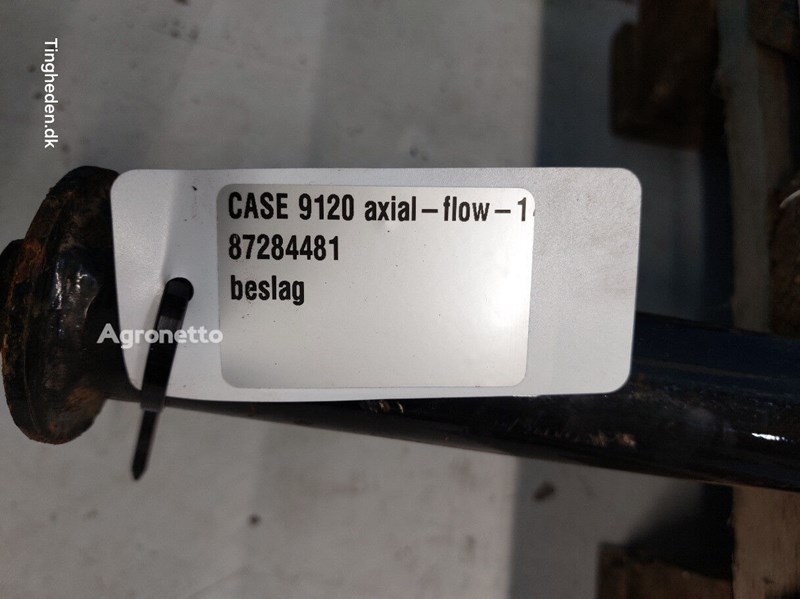 Tingheden.dk
CASE 9120 axial-flow-1
87284481
beslag
Agronetto